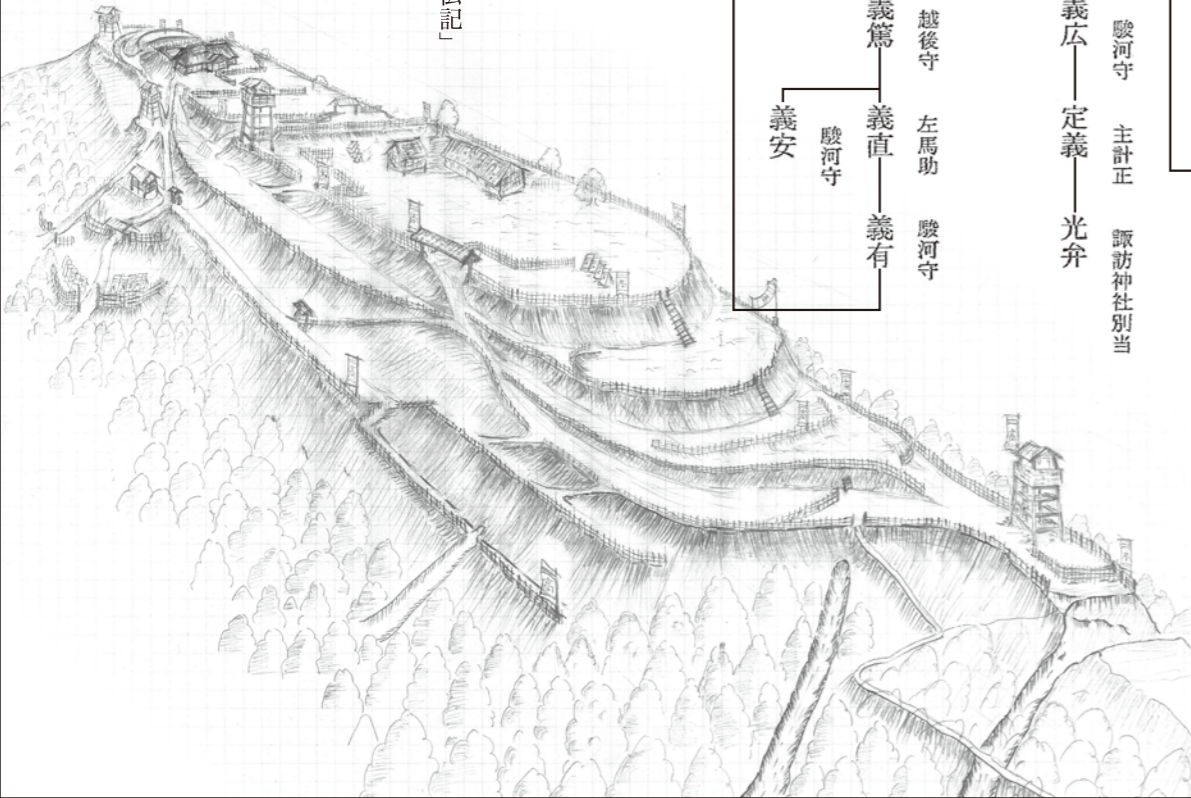 駿河守
義広
主計正
定義
諏訪神社別当
光弁
越後守
義篤
左馬助
義直
駿河守
義有
駿河守
義安
伝記」